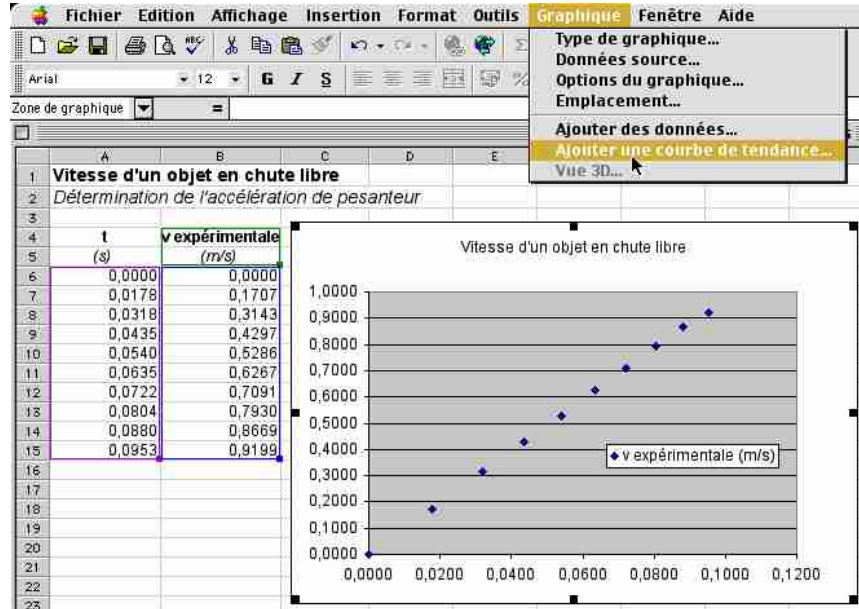 Fichier Edition Affichage Insertion Format Outils Graphique Fenêtre Aide
Type de graphique...
Données source...
Options du graphique...
Emplacement...
Ajouter des données...
Ajouter une courbe de tendance...
Vue 3D...
ABC
Arial 12 G I S
Zone de graphique =
A B C D E
1 Vitesse d'un objet en chute libre
2 Détermination de l'accélération de pesanteur
3
4 t v expérimentale
5 (s) (m/s)
6 0,0000 0,0000
7 0,0178 0,1707
8 0,0318 0,3143
9 0,0435 0,4297
10 0,0540 0,5286
11 0,0635 0,6267
12 0,0722 0,7091
13 0,0804 0,7930
14 0,0880 0,8669
15 0,0953 0,9199
16
17
18
19
20
21
22
23
Vitesse d'un objet en chute libre
1,0000
0,9000
0,8000
0,7000
0,6000
0,5000
0,4000
0,3000
0,2000
0,1000
0,0000
v expérimentale (m/s)
0,0000 0,0200 0,0400 0,0600 0,0800 0,1000 0,1200